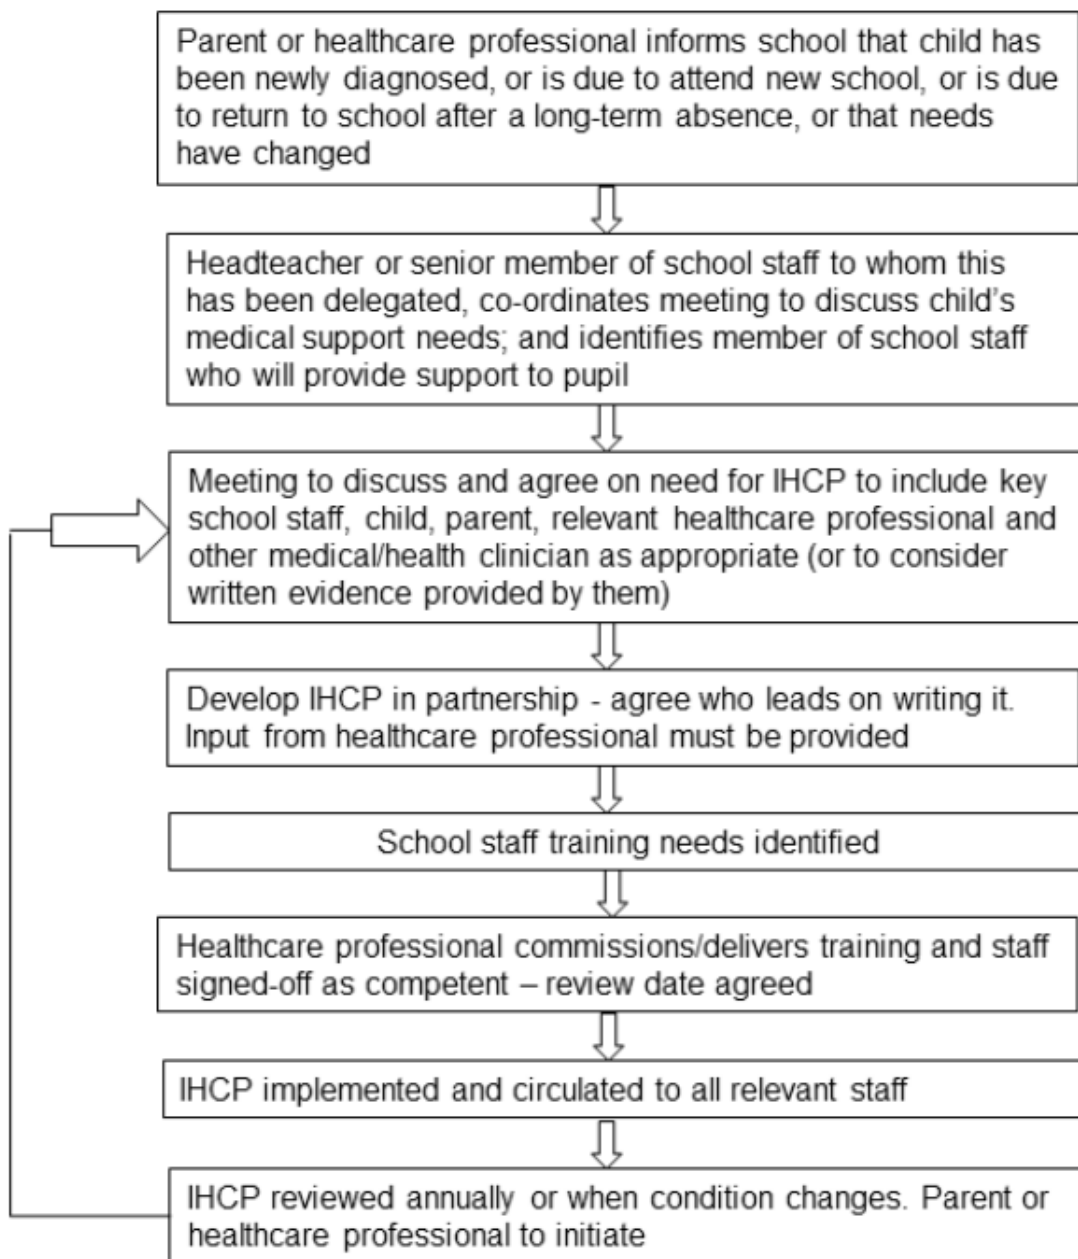 Parent or healthcare professional informs school that child has
been newly diagnosed, or is due to attend new school, or is due
to return to school after a long-term absence, or that needs
have changed
Headteacher or senior member of school staff to whom this
has been delegated, co-ordinates meeting to discuss child's
medical support needs; and identifies member of school staff
who will provide support to pupil
Meeting to discuss and agree on need for IHCP to include key
school staff, child, parent, relevant healthcare professional and
other medical/health clinician as appropriate (or to consider
written evidence provided by them)
Develop IHCP in partnership - agree who leads on writing it.
Input from healthcare professional must be provided
School staff training needs identified
Healthcare professional commissions/delivers training and staff
signed-off as competent – review date agreed
IHCP implemented and circulated to all relevant staff
IHCP reviewed annually or when condition changes. Parent or
healthcare professional to initiate